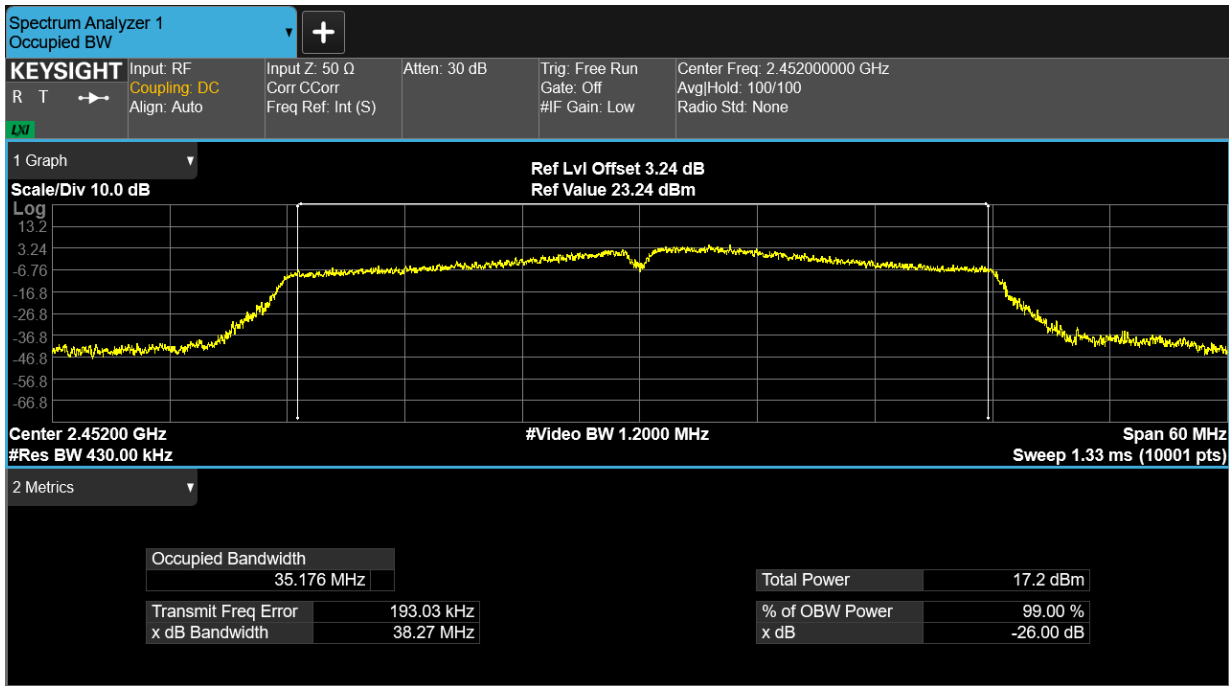 Spectrum Analyzer 1
Occupied BW
KEYSIGHT
R T
LXI
Input: RF
Coupling: DC
Align: Auto
Input Z: 50 Ω
Corr CCorr
Freq Ref: Int (S)
Atten: 30 dB
Trig: Free Run
Gate: Off
#IF Gain: Low
Center Freq: 2.452000000 GHz
Avg|Hold: 100/100
Radio Std: None
1 Graph
Scale/Div 10.0 dB
Ref Lvl Offset 3.24 dB
Ref Value 23.24 dBm
Log
13.2
3.24
-6.76
-16.8
-26.8
-36.8
-46.8
-56.8
-66.8
Center 2.45200 GHz
#Video BW 1.2000 MHz
Span 60 MHz
#Res BW 430.00 kHz
Sweep 1.33 ms (10001 pts)
2 Metrics
Occupied Bandwidth
35.176 MHz
Total Power 17.2 dBm
Transmit Freq Error 193.03 kHz
% of OBW Power 99.00 %
x dB Bandwidth 38.27 MHz
x dB -26.00 dB